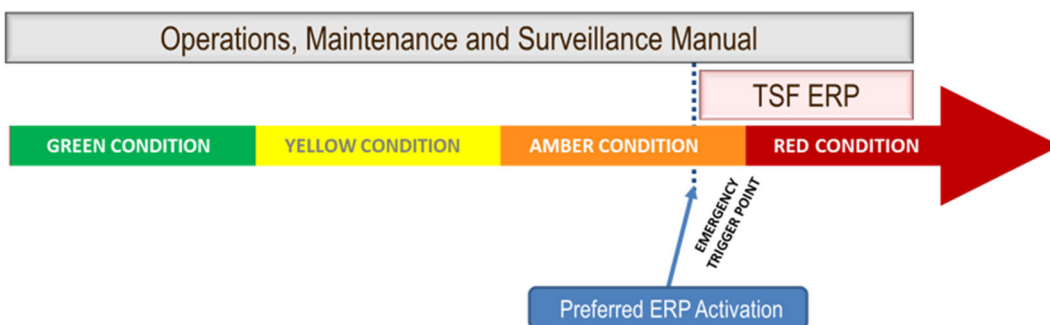 Operations, Maintenance and Surveillance Manual
TSF ERP
GREEN CONDITION
YELLOW CONDITION
AMBER CONDITION
RED CONDITION
EMERGENCY
TRIGGER POINT
Preferred ERP Activation